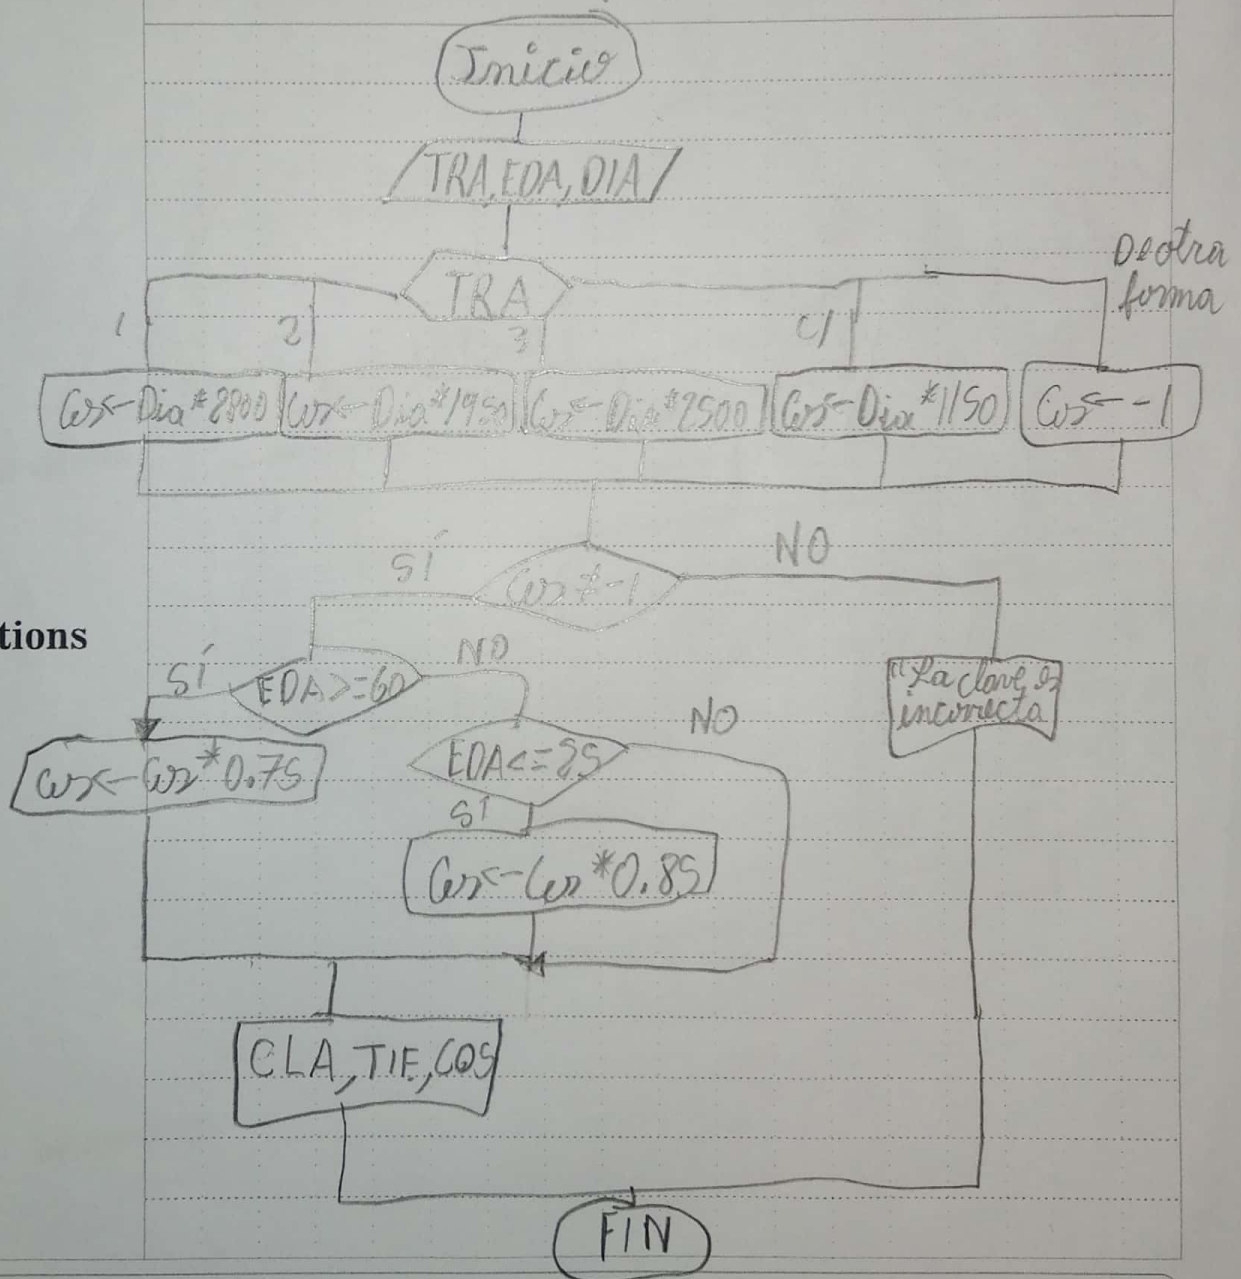 Inicio
TRA, EDA, DIA
TRA
De otra
forma
1
2
3
4
Cos←Dia*2800
Cos←Dia*1950
Cos←Dia*2500
Cos←Dia*1150
Cos←-1
SÍ
NO
Cos≠-1
tions
SÍ
EDA>=60
NO
"La clave es
incorrecta
Cos←Cos*0.75
EDA<=25
NO
SÍ
Cos←Cos*0.85
CLA, TIE, COS
FIN